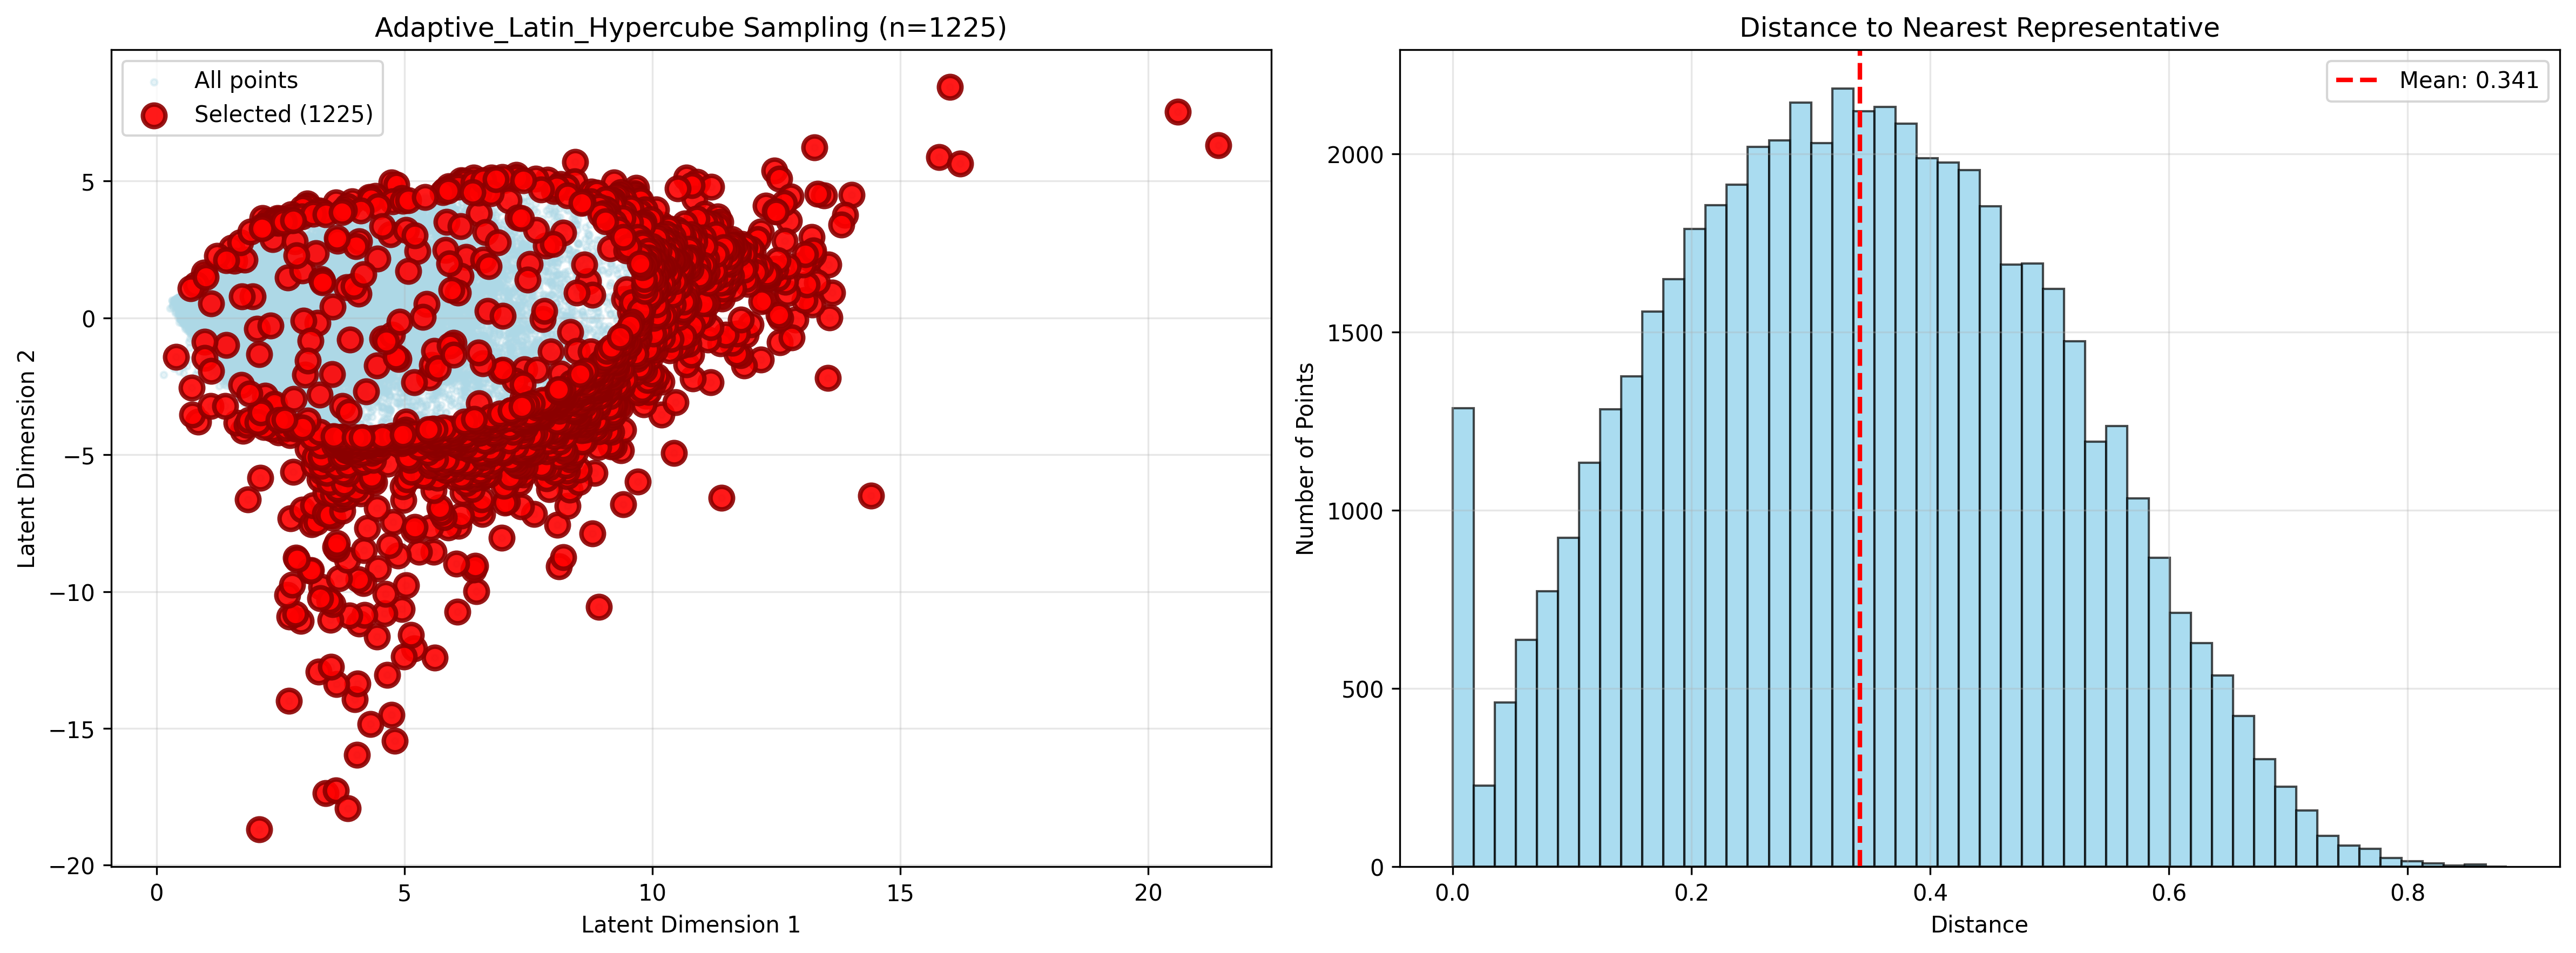 Adaptive_Latin_Hypercube Sampling (n=1225)
All points
Selected (1225)
5
0
−5
−10
−15
−20
Latent Dimension 2
0
5
10
15
20
Latent Dimension 1
Distance to Nearest Representative
Mean: 0.341
2000
1500
1000
500
0
Number of Points
0.0
0.2
0.4
0.6
0.8
Distance